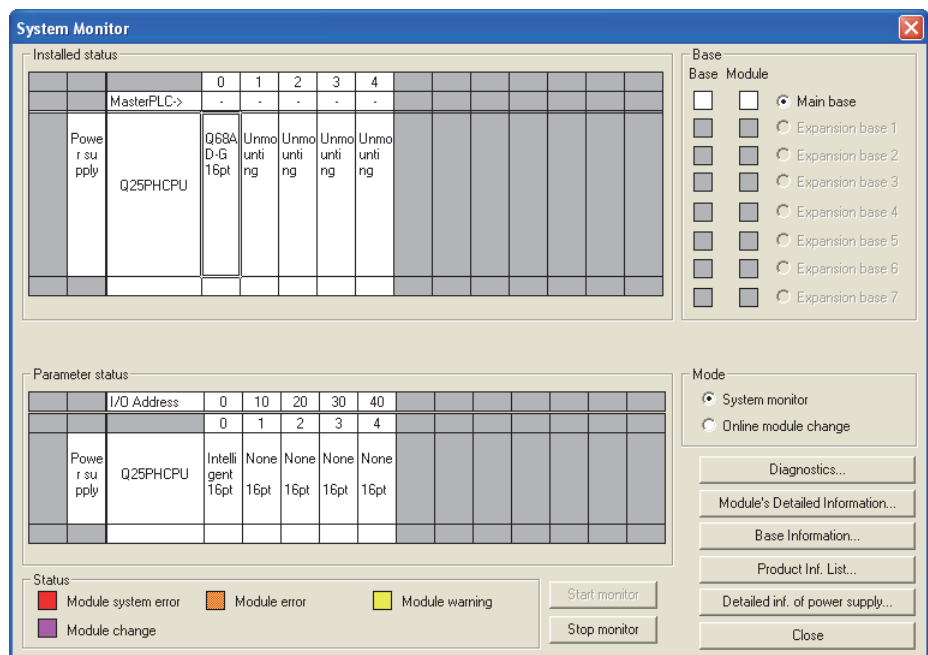 System Monitor
Installed status
0 1 2 3 4
MasterPLC-> - - - - -
Powe
r su
pply
Q25PHCPU
Q68A
D-G
16pt
Unmo
unti
ng
Unmo
unti
ng
Unmo
unti
ng
Unmo
unti
ng
Base
Base Module
Main base
Expansion base 1
Expansion base 2
Expansion base 3
Expansion base 4
Expansion base 5
Expansion base 6
Expansion base 7
Parameter status
I/O Address 0 10 20 30 40
0 1 2 3 4
Powe
r su
pply
Q25PHCPU
Intelli
gent
16pt
None
16pt
None
16pt
None
16pt
None
16pt
Mode
System monitor
Online module change
Diagnostics...
Module's Detailed Information...
Base Information...
Product Inf. List...
Detailed inf. of power supply...
Close
Status
Module system error
Module error
Module warning
Module change
Start monitor
Stop monitor